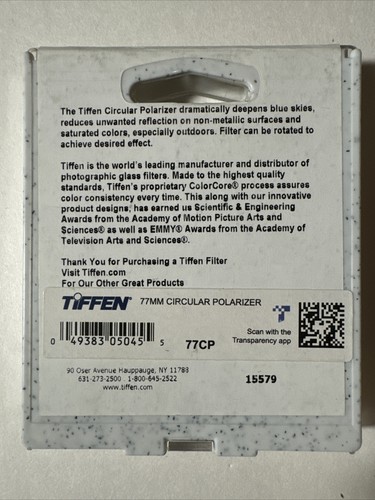 The Tiffen Circular Polarizer dramatically deepens blue skies,
reduces unwanted reflection on non-metallic surfaces and
saturated colors, especially outdoors. Filter can be rotated to
achieve desired effect.
Tiffen is the world's leading manufacturer and distributor of
photographic glass filters. Made to the highest quality
standards, Tiffen's proprietary ColorCore® process assures
color consistency every time. This along with our innovative
product designs, has earned us Scientific & Engineering
Awards from the Academy of Motion Picture Arts and
Sciences® as well as EMMY® Awards from the Academy of
Television Arts and Sciences®.
Thank You for Purchasing a Tiffen Filter
Visit Tiffen.com
For Our Other Great Products
TIFFEN® 77MM CIRCULAR POLARIZER
0 49383 05045 5
77CP
Scan with the
Transparency app
90 Oser Avenue Hauppauge, NY 11788
631-273-2500 1-800-645-2522
www.tiffen.com
15579